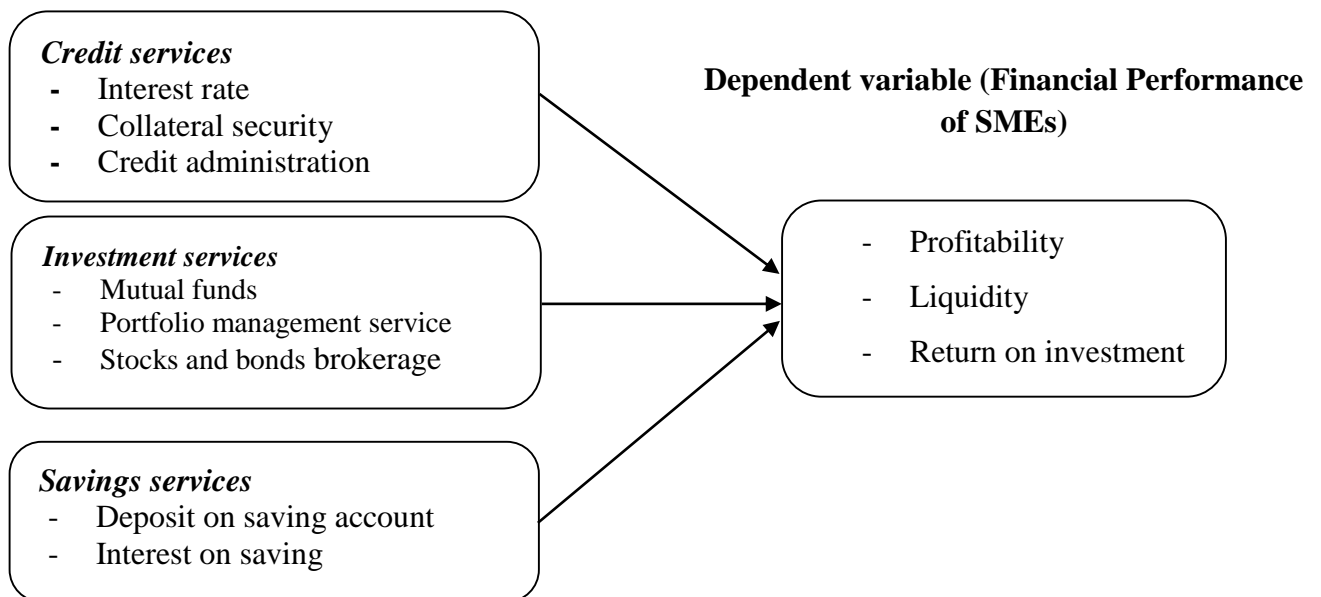 Credit services
- Interest rate
- Collateral security
- Credit administration
Dependent variable (Financial Performance
of SMEs)
Investment services
- Mutual funds
- Portfolio management service
- Stocks and bonds brokerage
- Profitability
- Liquidity
- Return on investment
Savings services
- Deposit on saving account
- Interest on saving